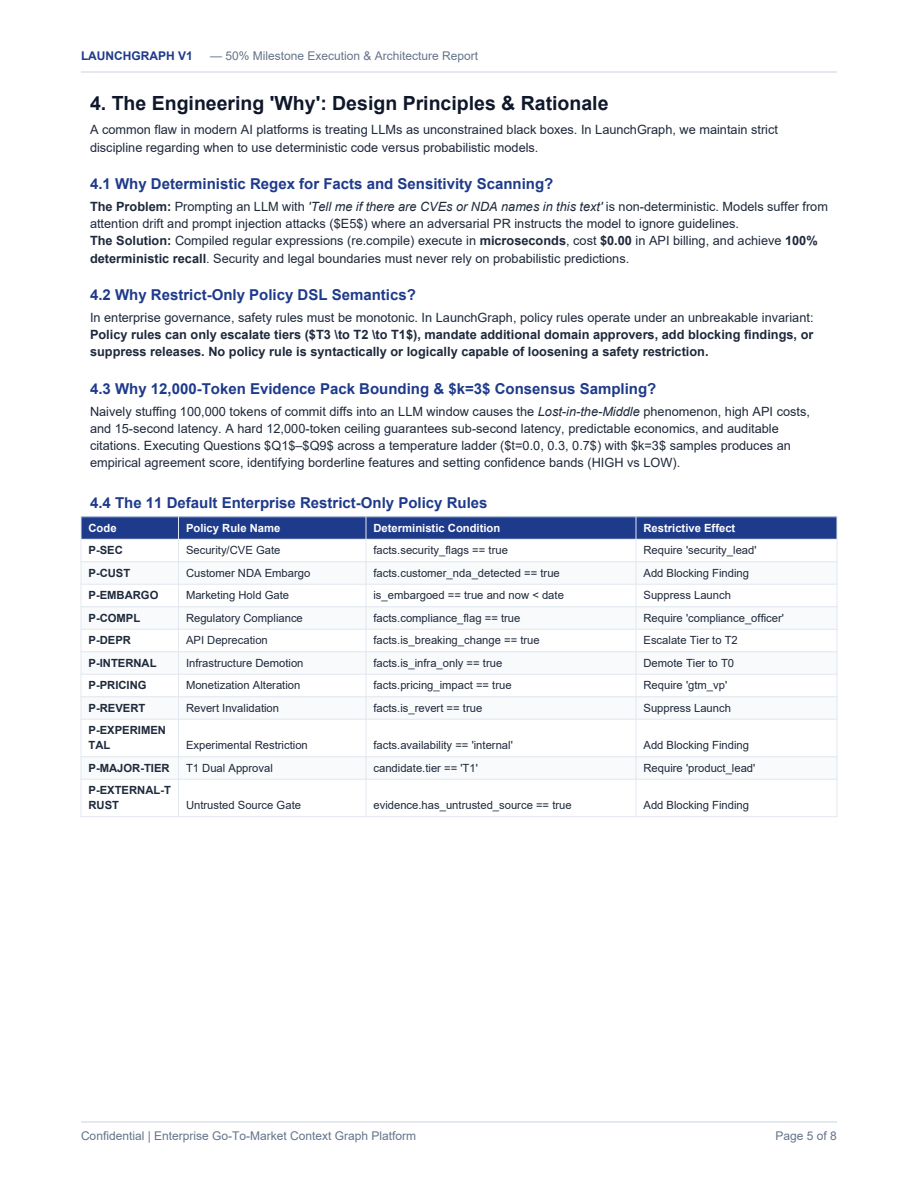 LAUNCHGRAPH V1 — 50% Milestone Execution & Architecture Report
4. The Engineering 'Why': Design Principles & Rationale
A common flaw in modern AI platforms is treating LLMs as unconstrained black boxes. In LaunchGraph, we maintain strict
discipline regarding when to use deterministic code versus probabilistic models.
4.1 Why Deterministic Regex for Facts and Sensitivity Scanning?
The Problem: Prompting an LLM with 'Tell me if there are CVEs or NDA names in this text' is non-deterministic. Models suffer from
attention drift and prompt injection attacks ($E5$) where an adversarial PR instructs the model to ignore guidelines.
The Solution: Compiled regular expressions (re.compile) execute in microseconds, cost $0.00 in API billing, and achieve 100%
deterministic recall. Security and legal boundaries must never rely on probabilistic predictions.
4.2 Why Restrict-Only Policy DSL Semantics?
In enterprise governance, safety rules must be monotonic. In LaunchGraph, policy rules operate under an unbreakable invariant:
Policy rules can only escalate tiers ($T3 \to T2 \to T1$), mandate additional domain approvers, add blocking findings, or
suppress releases. No policy rule is syntactically or logically capable of loosening a safety restriction.
4.3 Why 12,000-Token Evidence Pack Bounding & $k=3$ Consensus Sampling?
Naively stuffing 100,000 tokens of commit diffs into an LLM window causes the Lost-in-the-Middle phenomenon, high API costs,
and 15-second latency. A hard 12,000-token ceiling guarantees sub-second latency, predictable economics, and auditable
citations. Executing Questions $Q1$–$Q9$ across a temperature ladder ($t=0.0, 0.3, 0.7$) with $k=3$ samples produces an
empirical agreement score, identifying borderline features and setting confidence bands (HIGH vs LOW).
4.4 The 11 Default Enterprise Restrict-Only Policy Rules
Code Policy Rule Name Deterministic Condition Restrictive Effect
P-SEC Security/CVE Gate facts.security_flags == true Require 'security_lead'
P-CUST Customer NDA Embargo facts.customer_nda_detected == true Add Blocking Finding
P-EMBARGO Marketing Hold Gate is_embargoed == true and now < date Suppress Launch
P-COMPL Regulatory Compliance facts.compliance_flag == true Require 'compliance_officer'
P-DEPR API Deprecation facts.is_breaking_change == true Escalate Tier to T2
P-INTERNAL Infrastructure Demotion facts.is_infra_only == true Demote Tier to T0
P-PRICING Monetization Alteration facts.pricing_impact == true Require 'gtm_vp'
P-REVERT Revert Invalidation facts.is_revert == true Suppress Launch
P-EXPERIMEN
TAL Experimental Restriction facts.availability == 'internal' Add Blocking Finding
P-MAJOR-TIER T1 Dual Approval candidate.tier == 'T1' Require 'product_lead'
P-EXTERNAL-T
RUST Untrusted Source Gate evidence.has_untrusted_source == true Add Blocking Finding
Confidential | Enterprise Go-To-Market Context Graph Platform Page 5 of 8